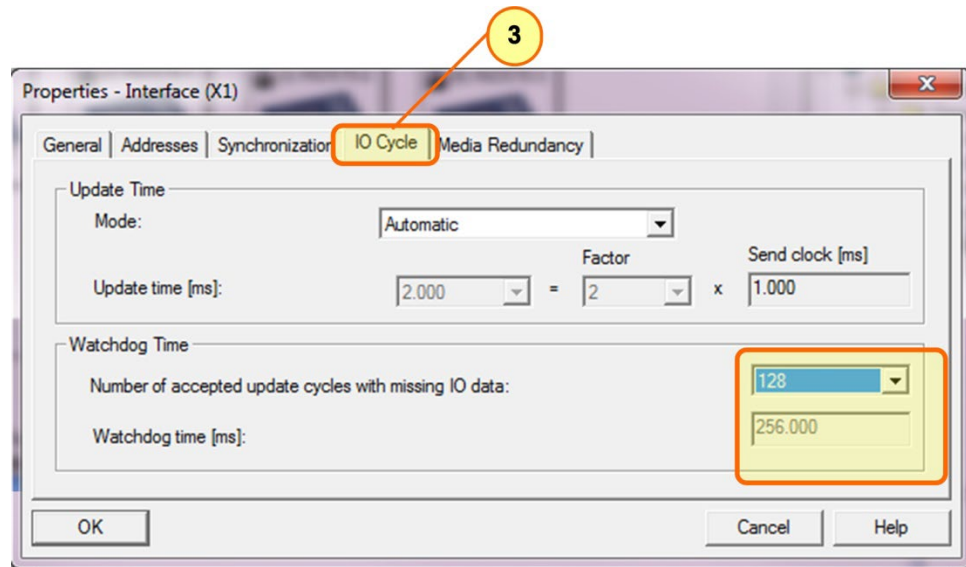 3
Properties - Interface (X1)
General Addresses Synchronization IO Cycle Media Redundancy
Update Time
Mode: Automatic
Factor Send clock [ms]
Update time [ms]: 2.000 = 2 x 1.000
Watchdog Time
Number of accepted update cycles with missing IO data: 128
Watchdog time [ms]: 256.000
OK Cancel Help